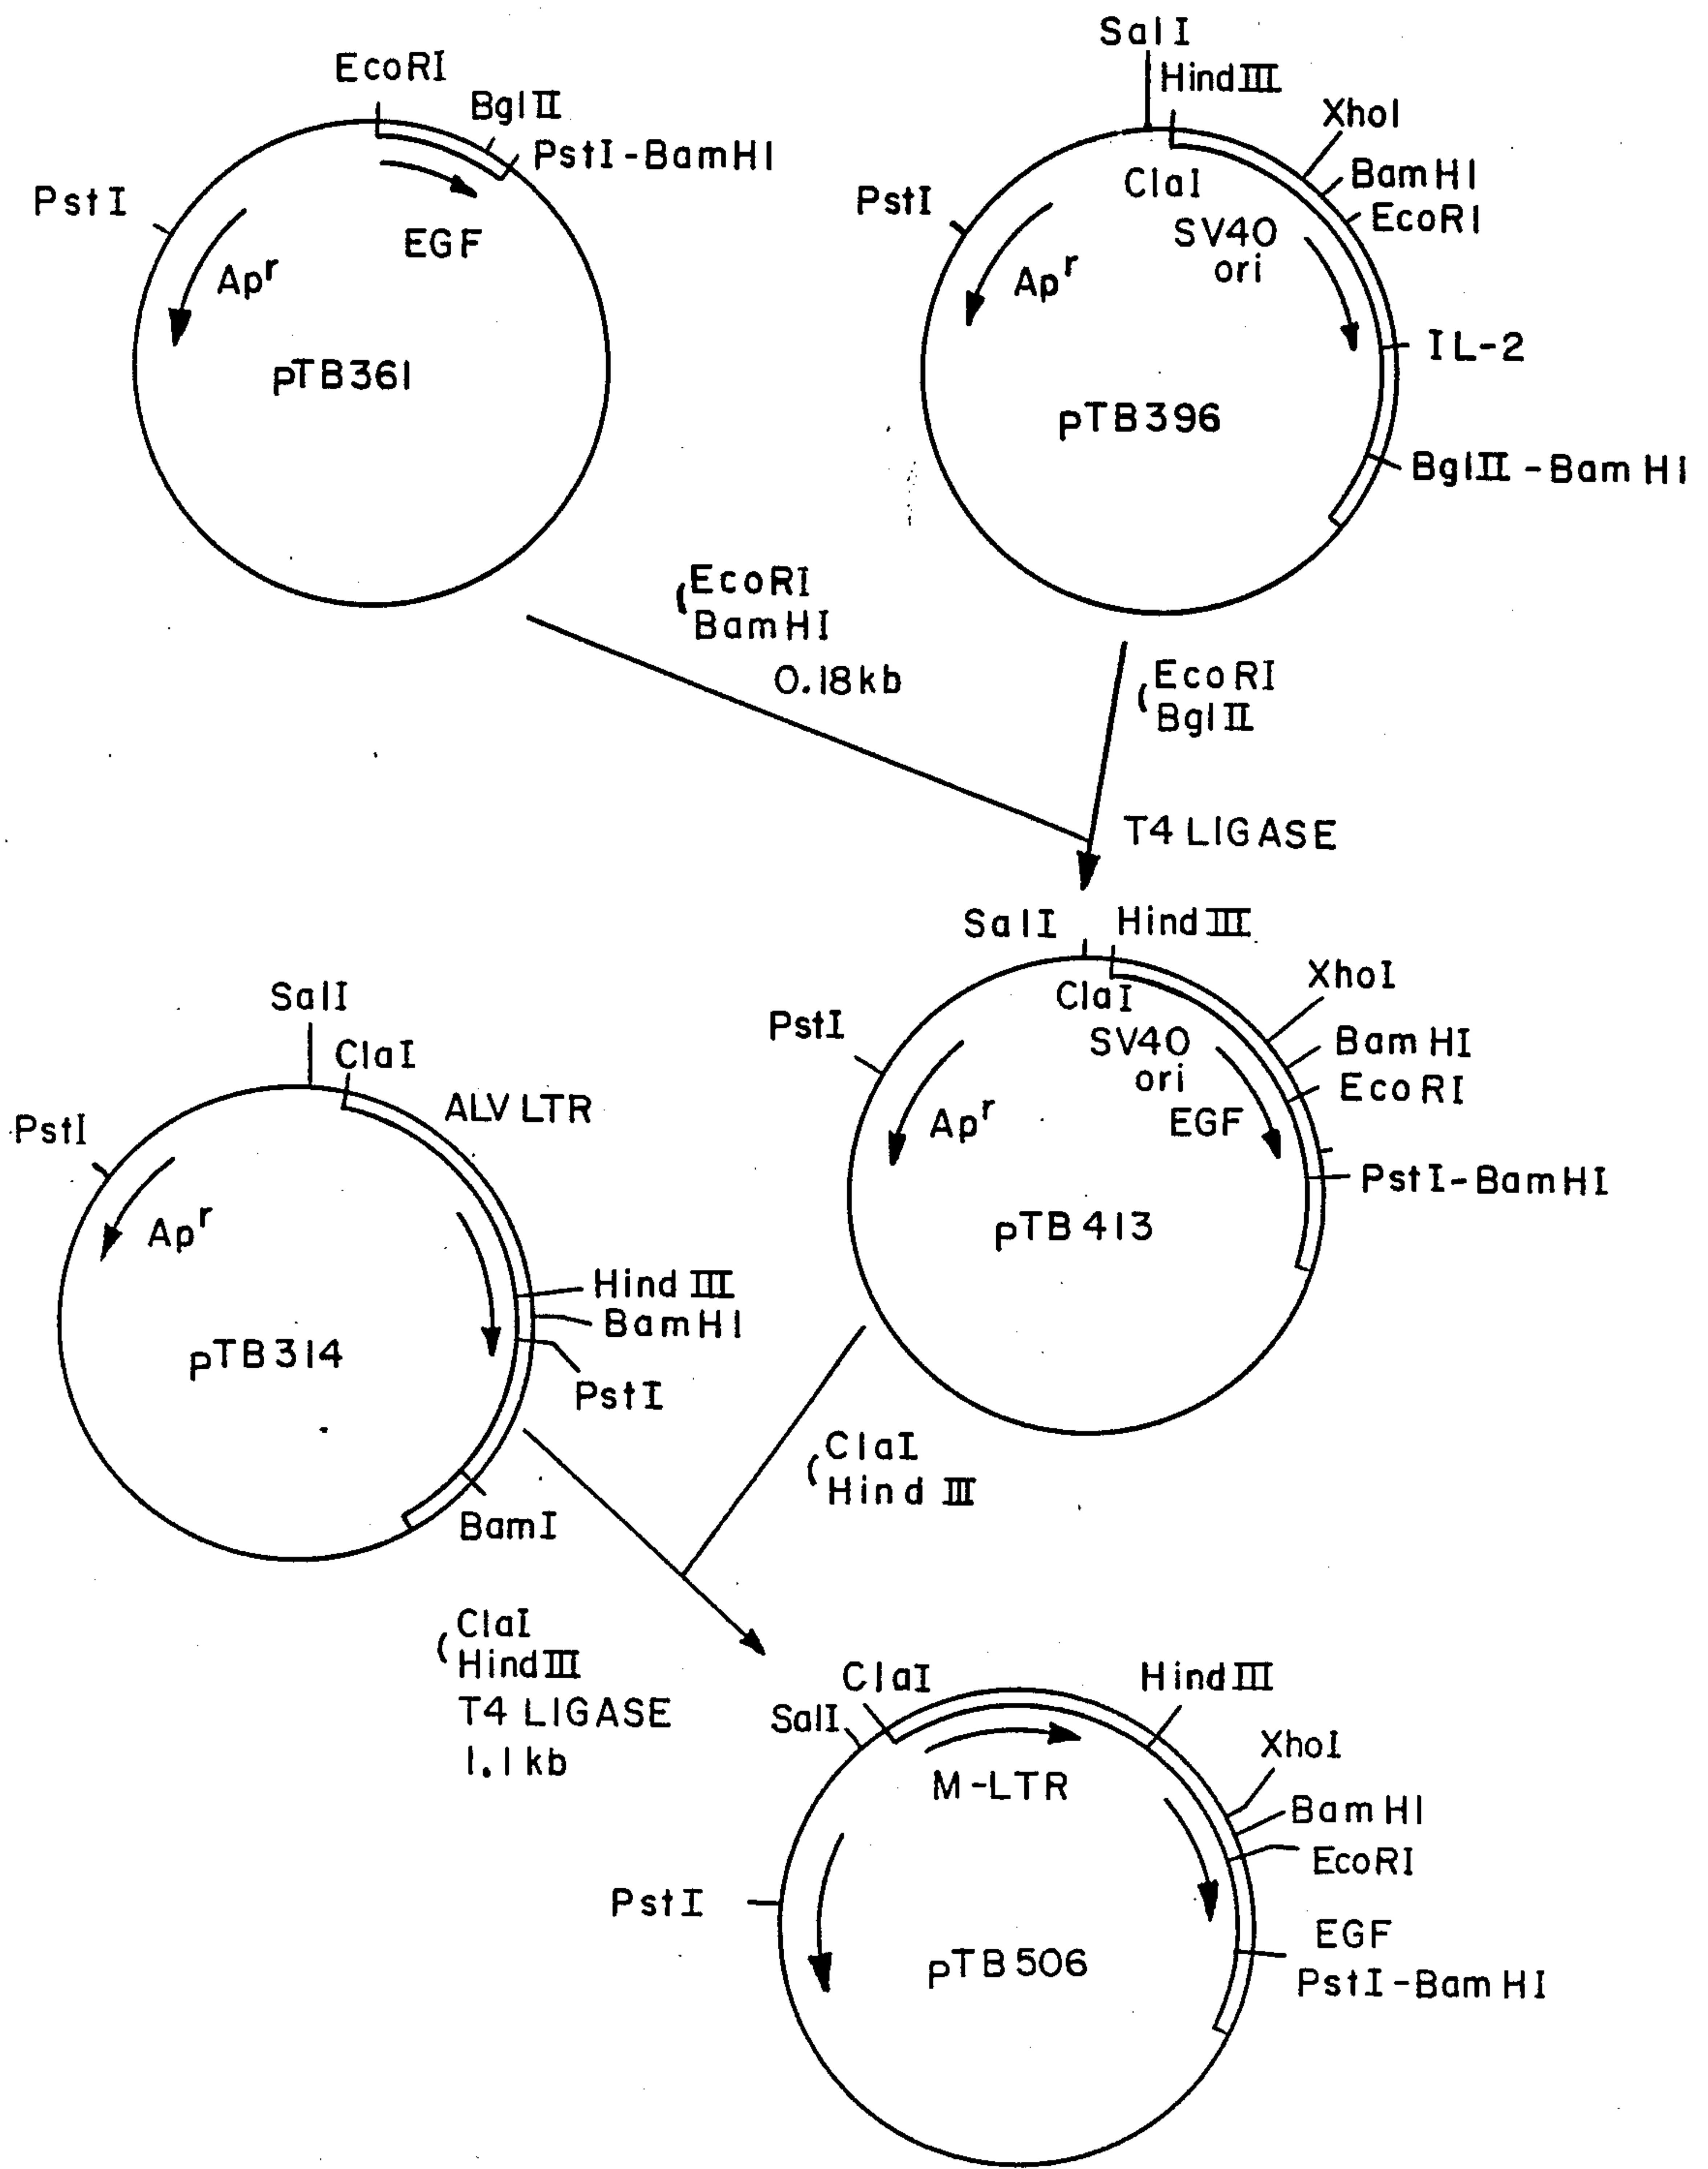 EcoRI
BglII
PstI-BamHI
PstI
EGF
Apr
pTB361
SalI
HindIII
XhoI
BamHI
EcoRI
ClaI
PstI
SV40
ori
Apr
IL-2
pTB396
BglII-BamHI
EcoRI
BamHI
0.18kb
EcoRI
BglII
T4 LIGASE
SalI
HindIII
XhoI
ClaI
PstI
SV40
ori
BamHI
EcoRI
Apr
EGF
PstI-BamHI
pTB413
SalI
ClaI
ALV LTR
PstI
Apr
HindIII
BamHI
pTB314
PstI
BamI
ClaI
HindIII
ClaI
HindIII
T4 LIGASE
1.1kb
ClaI
HindIII
SalI
XhoI
M-LTR
BamHI
EcoRI
PstI
EGF
pTB506
PstI-BamHI